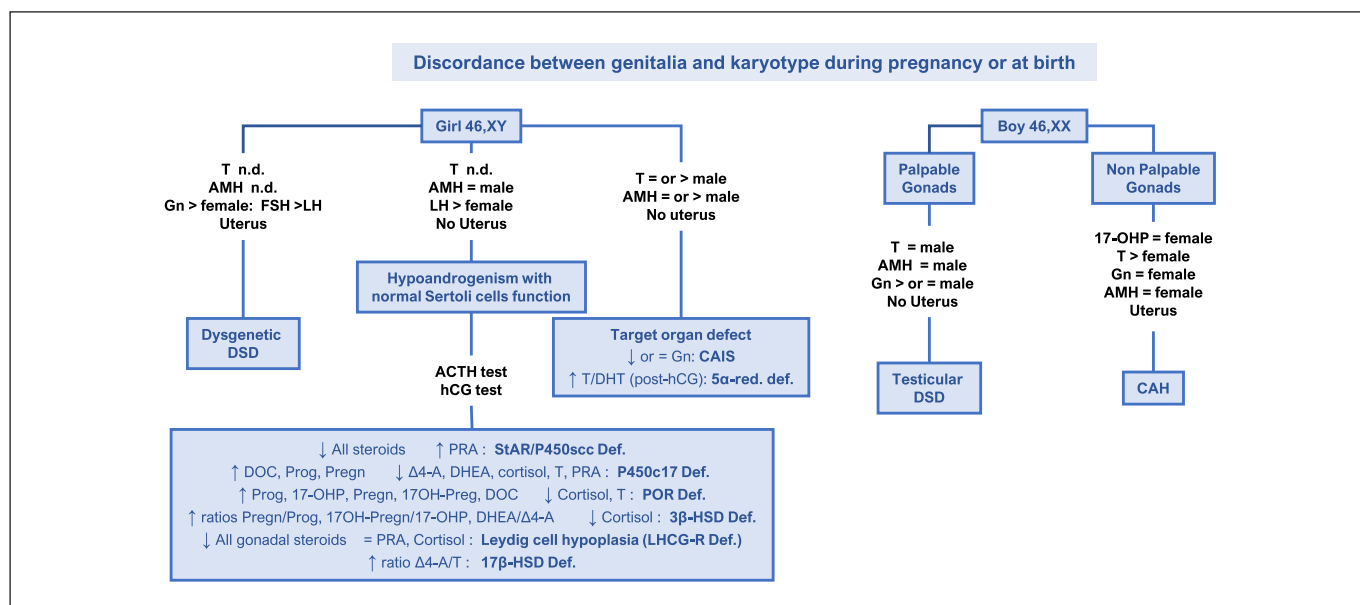 Discordance between genitalia and karyotype during pregnancy or at birth
Girl 46,XY
T n.d.
AMH n.d.
Gn > female: FSH >LH
Uterus
Dysgenetic
DSD
T n.d.
AMH = male
LH > female
No Uterus
Hypoandrogenism with
normal Sertoli cells function
ACTH test
hCG test
↓ All steroids ↑ PRA : StAR/P450scc Def.
↑ DOC, Prog, Pregn ↓ Δ4-A, DHEA, cortisol, T, PRA : P450c17 Def.
↑ Prog, 17-OHP, Pregn, 17OH-Preg, DOC ↓ Cortisol, T : POR Def.
↑ ratios Pregn/Prog, 17OH-Pregn/17-OHP, DHEA/Δ4-A ↓ Cortisol : 3β-HSD Def.
↓ All gonadal steroids = PRA, Cortisol : Leydig cell hypoplasia (LHCG-R Def.)
↑ ratio Δ4-A/T : 17β-HSD Def.
T = or > male
AMH = or > male
No uterus
Target organ defect
↓ or = Gn: CAIS
↑ T/DHT (post-hCG): 5α-red. def.
Boy 46,XX
Palpable
Gonads
T = male
AMH = male
Gn > or = male
No Uterus
Testicular
DSD
Non Palpable
Gonads
17-OHP = female
T > female
Gn = female
AMH = female
Uterus
CAH